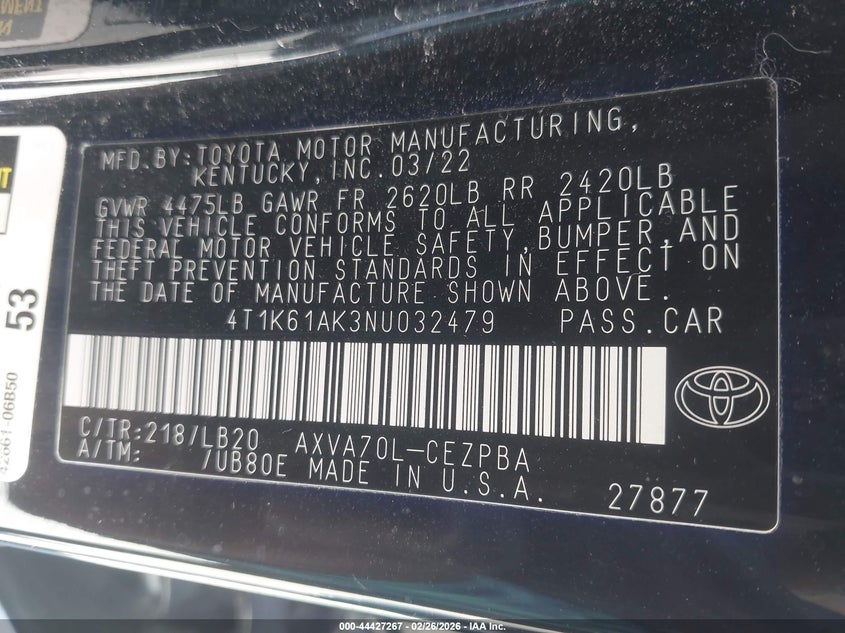 MFD.BY:TOYOTA MOTOR MANUFACTURING,
KENTUCKY,INC.03/22
GVWR 4475LB GAWR FR 2620LB RR 2420LB
THIS VEHICLE CONFORMS TO ALL APPLICABLE
FEDERAL MOTOR VEHICLE SAFETY,BUMPER,AND
THEFT PREVENTION STANDARDS IN EFFECT ON
THE DATE OF MANUFACTURE SHOWN ABOVE.
4T1K61AK3NU032479 PASS.CAR
C/TR:218/LB20 AXVA70L-CEZPBA
A/TM: /UB80E MADE IN U.S.A.
27877
53
42661-06B50
000-44427267 - 02/26/2026 - IAA Inc.